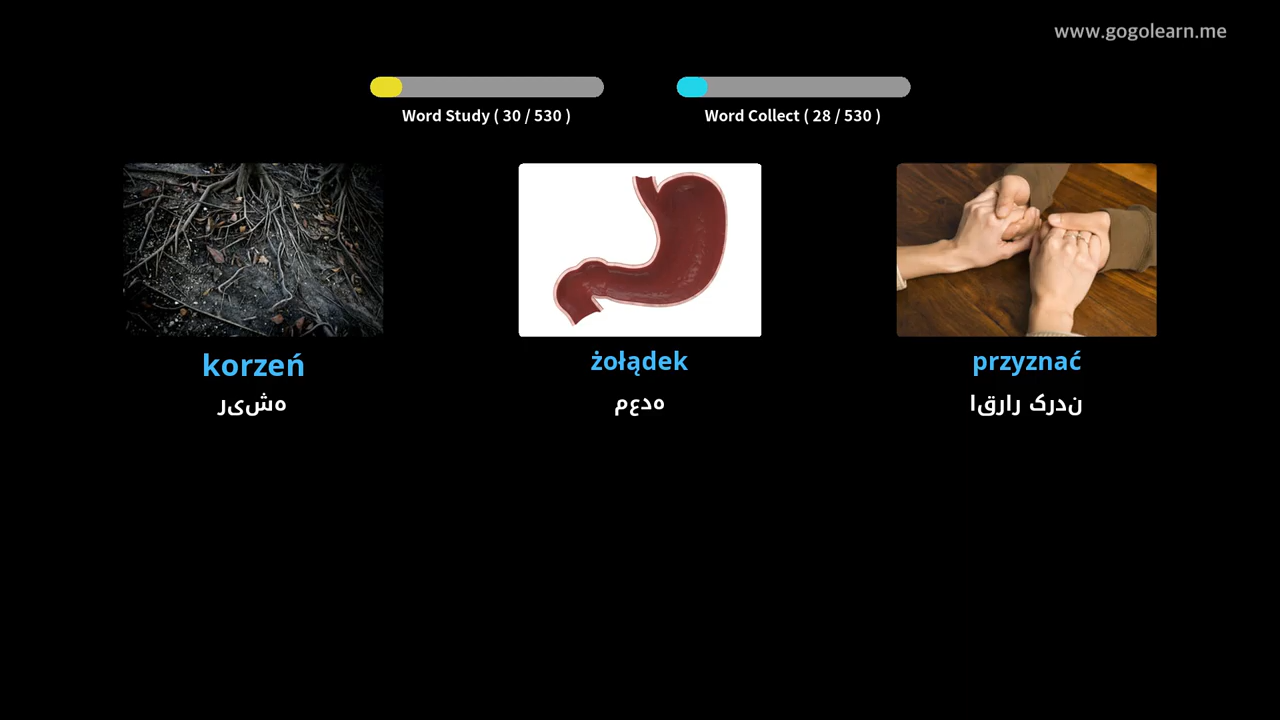 www.gogolearn.me
Word Study ( 30 / 530 )
Word Collect ( 28 / 530 )
korzeń
żołądek
przyznać
ریشه
معده
اقرار کردن